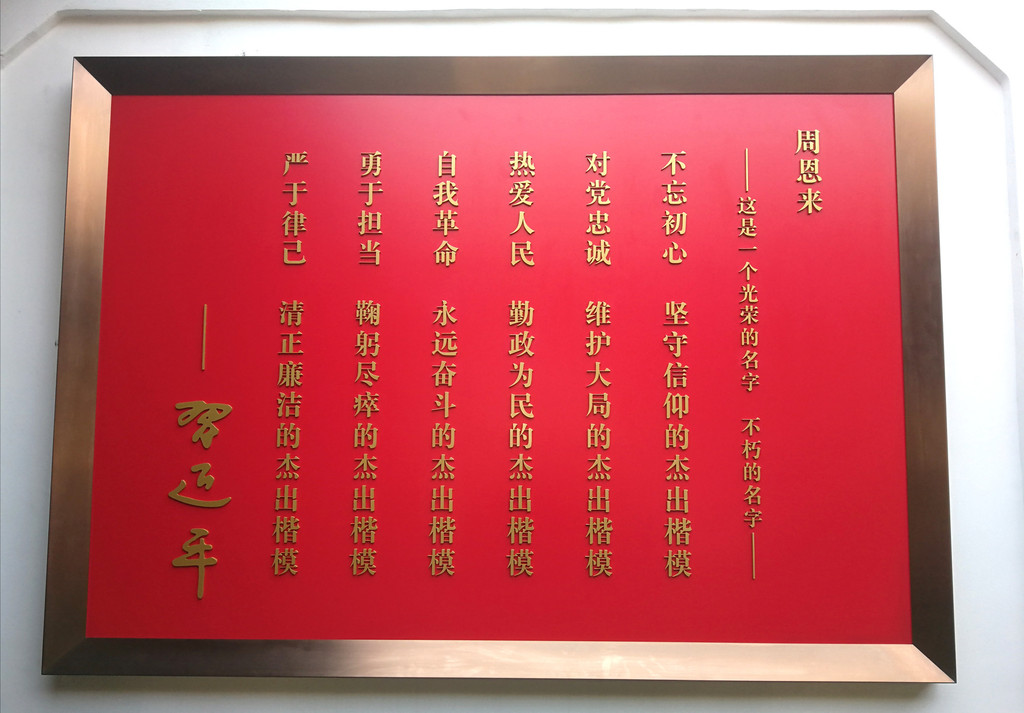 周恩来
——这是一个光荣的名字 不朽的名字——
不忘初心 坚守信仰的杰出楷模
对党忠诚 维护大局的杰出楷模
热爱人民 勤政为民的杰出楷模
自我革命 永远奋斗的杰出楷模
勇于担当 鞠躬尽瘁的杰出楷模
严于律己 清正廉洁的杰出楷模
——习近平